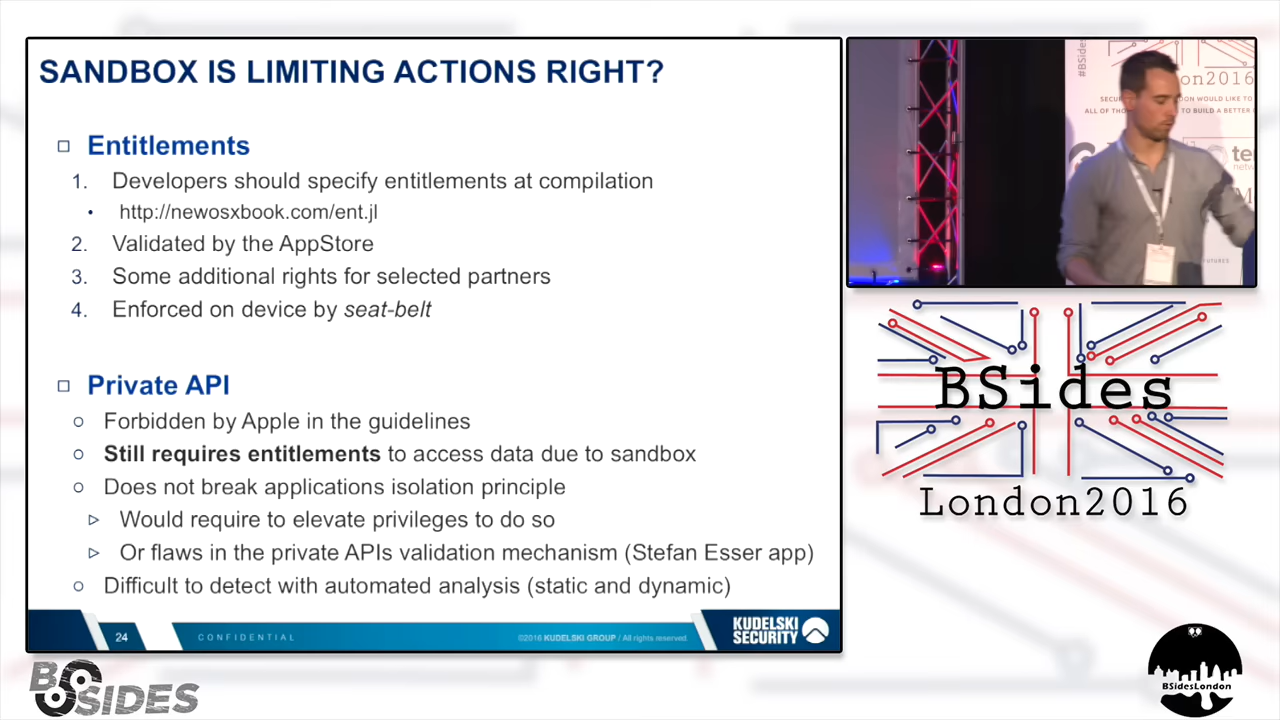 SANDBOX IS LIMITING ACTIONS RIGHT?
Entitlements
1. Developers should specify entitlements at compilation
• http://newosxbook.com/ent.jl
2. Validated by the AppStore
3. Some additional rights for selected partners
4. Enforced on device by seat-belt
Private API
Forbidden by Apple in the guidelines
Still requires entitlements to access data due to sandbox
Does not break applications isolation principle
Would require to elevate privileges to do so
Or flaws in the private APIs validation mechanism (Stefan Esser app)
Difficult to detect with automated analysis (static and dynamic)
24
CONFIDENTIAL
©2016 KUDELSKI GROUP / All rights reserved.
KUDELSKI
SECURITY
#BSid
on2016
BSides
London2016
BSIDES
BSidesLondon